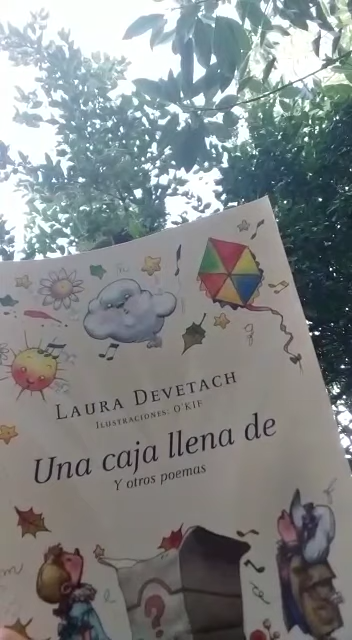 LAURA DEVETACH
ILUSTRACIONES: O'KIF
Una caja llena de
Y otros poemas
?